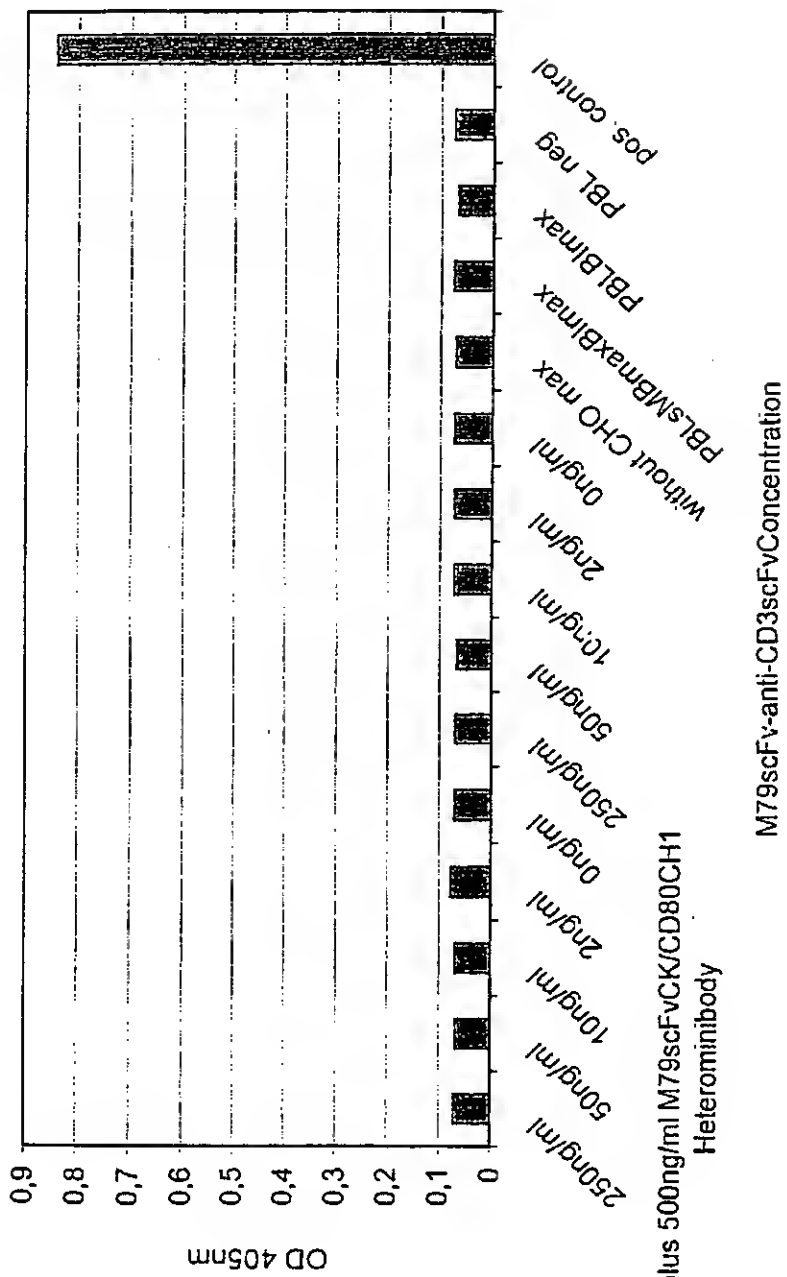 OD 405nm
0,9
0,8
0,7
0,6
0,5
0,4
0,3
0,2
0,1
0
250ng/ml
50ng/ml
10ng/ml
2ng/ml
0ng/ml
250ng/ml
50ng/ml
10ng/ml
2ng/ml
0ng/ml
without CHO max
PBLsMBmaxBlmax
PBLBlmax
PBL neg
pos. control
lus 500ng/ml M79scFvCK/CD80CH1
Heterominibody
M79scFv-anti-CD3scFvConcentration